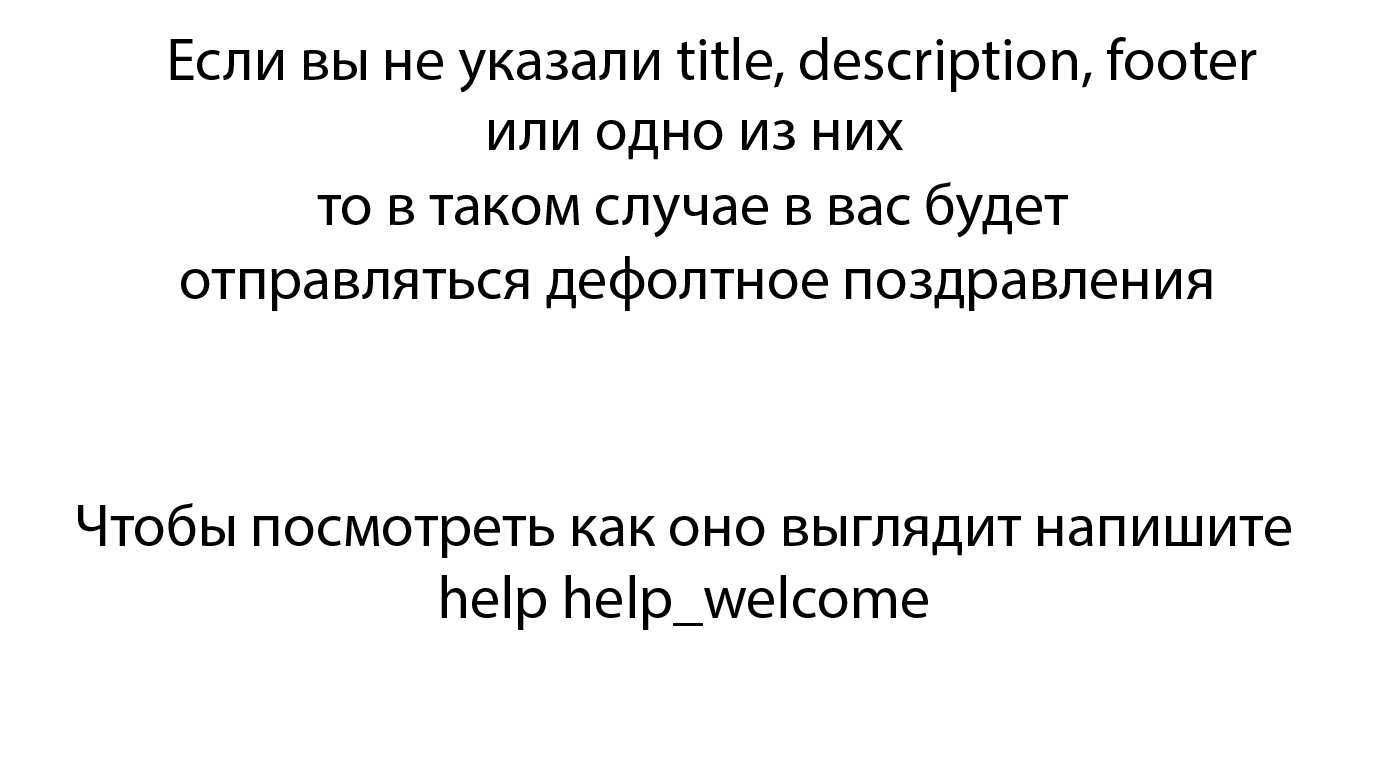 Если вы не указали title, description, footer
или одно из них
то в таком случае в вас будет
отправляться дефолтное поздравления
Чтобы посмотреть как оно выглядит напишите
help help_welcome